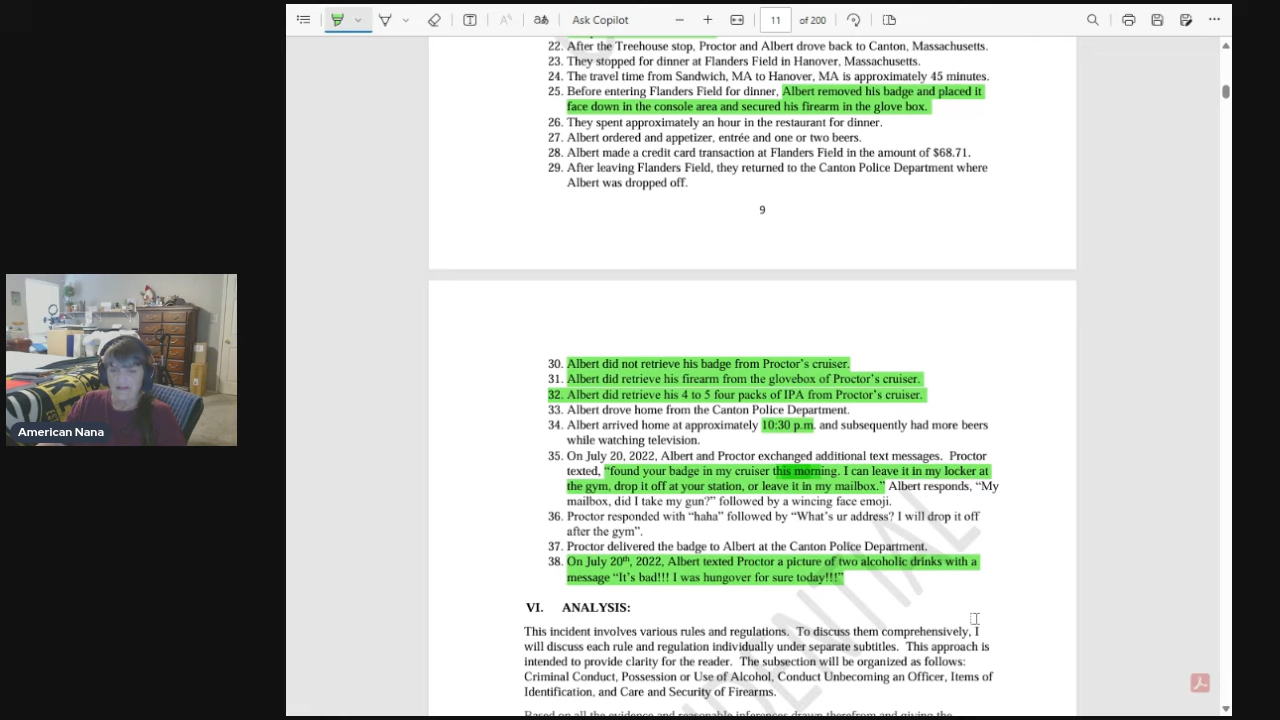 Ask Copilot
11 of 200
22. After the Treehouse stop, Proctor and Albert drove back to Canton, Massachusetts.
23. They stopped for dinner at Flanders Field in Hanover, Massachusetts.
24. The travel time from Sandwich, MA to Hanover, MA is approximately 45 minutes.
25. Before entering Flanders Field for dinner, Albert removed his badge and placed it
face down in the console area and secured his firearm in the glove box.
26. They spent approximately an hour in the restaurant for dinner.
27. Albert ordered and appetizer, entrée and one or two beers.
28. Albert made a credit card transaction at Flanders Field in the amount of $68.71.
29. After leaving Flanders Field, they returned to the Canton Police Department where
Albert was dropped off.
9
30. Albert did not retrieve his badge from Proctor's cruiser.
31. Albert did retrieve his firearm from the glovebox of Proctor's cruiser.
32. Albert did retrieve his 4 to 5 four packs of IPA from Proctor's cruiser.
33. Albert drove home from the Canton Police Department.
34. Albert arrived home at approximately 10:30 p.m. and subsequently had more beers
while watching television.
35. On July 20, 2022, Albert and Proctor exchanged additional text messages. Proctor
texted, “found your badge in my cruiser this morning. I can leave it in my locker at
the gym, drop it off at your station, or leave it in my mailbox.” Albert responds, “My
mailbox, did I take my gun?” followed by a wincing face emoji.
36. Proctor responded with “haha” followed by “What's ur address? I will drop it off
after the gym”.
37. Proctor delivered the badge to Albert at the Canton Police Department.
38. On July 20th, 2022, Albert texted Proctor a picture of two alcoholic drinks with a
message “It's bad!!! I was hungover for sure today!!!”
VI. ANALYSIS:
This incident involves various rules and regulations. To discuss them comprehensively, I
will discuss each rule and regulation individually under separate subtitles. This approach is
intended to provide clarity for the reader. The subsection will be organized as follows:
Criminal Conduct, Possession or Use of Alcohol, Conduct Unbecoming an Officer, Items of
Identification, and Care and Security of Firearms.
Based on all the evidence and reasonable inferences drawn therefrom and giving the
American Nana